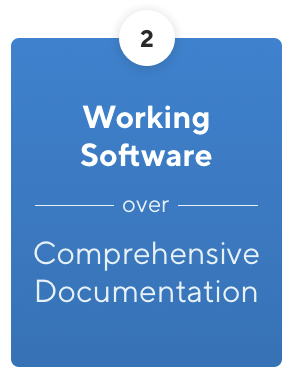 2
Working
Software
over
Comprehensive
Documentation